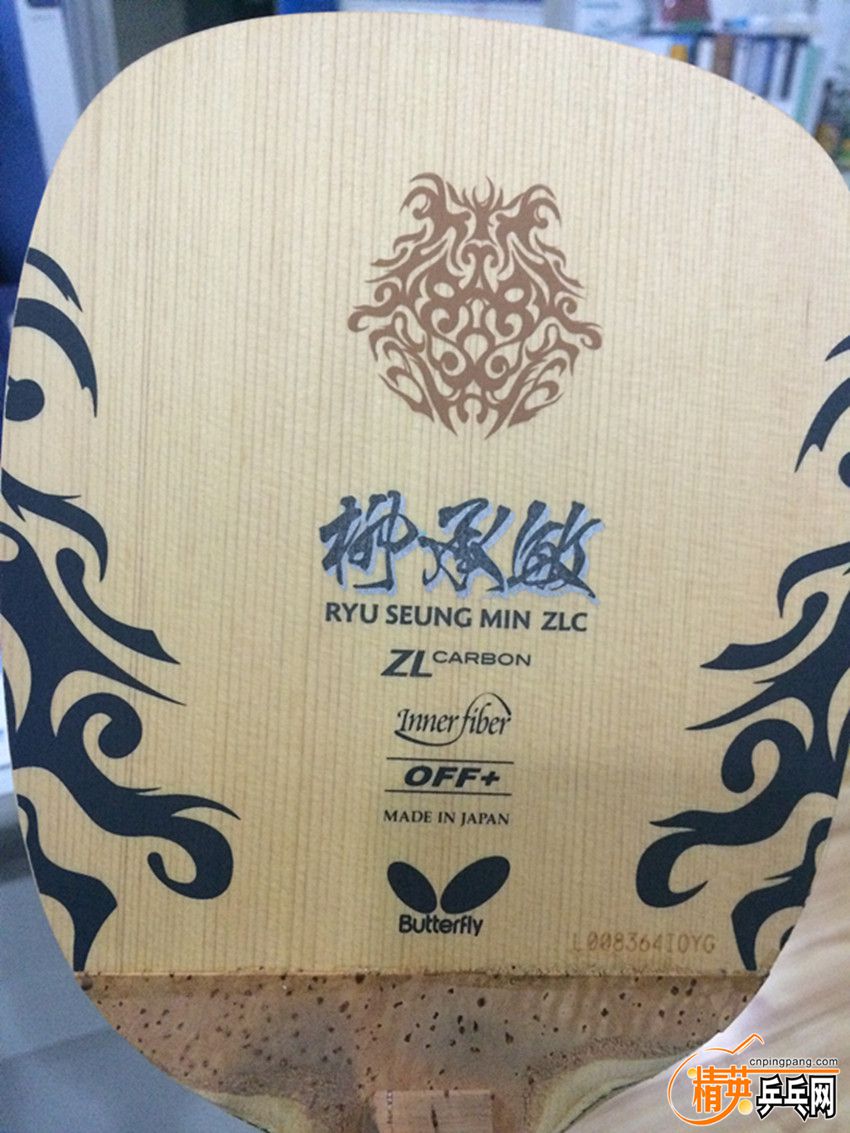 柳承敏
RYU SEUNG MIN ZLC
ZL CARBON
Inner fiber
OFF+
MADE IN JAPAN
Butterfly
L008364IOYG
cnpingpang.com
精英乒乓网